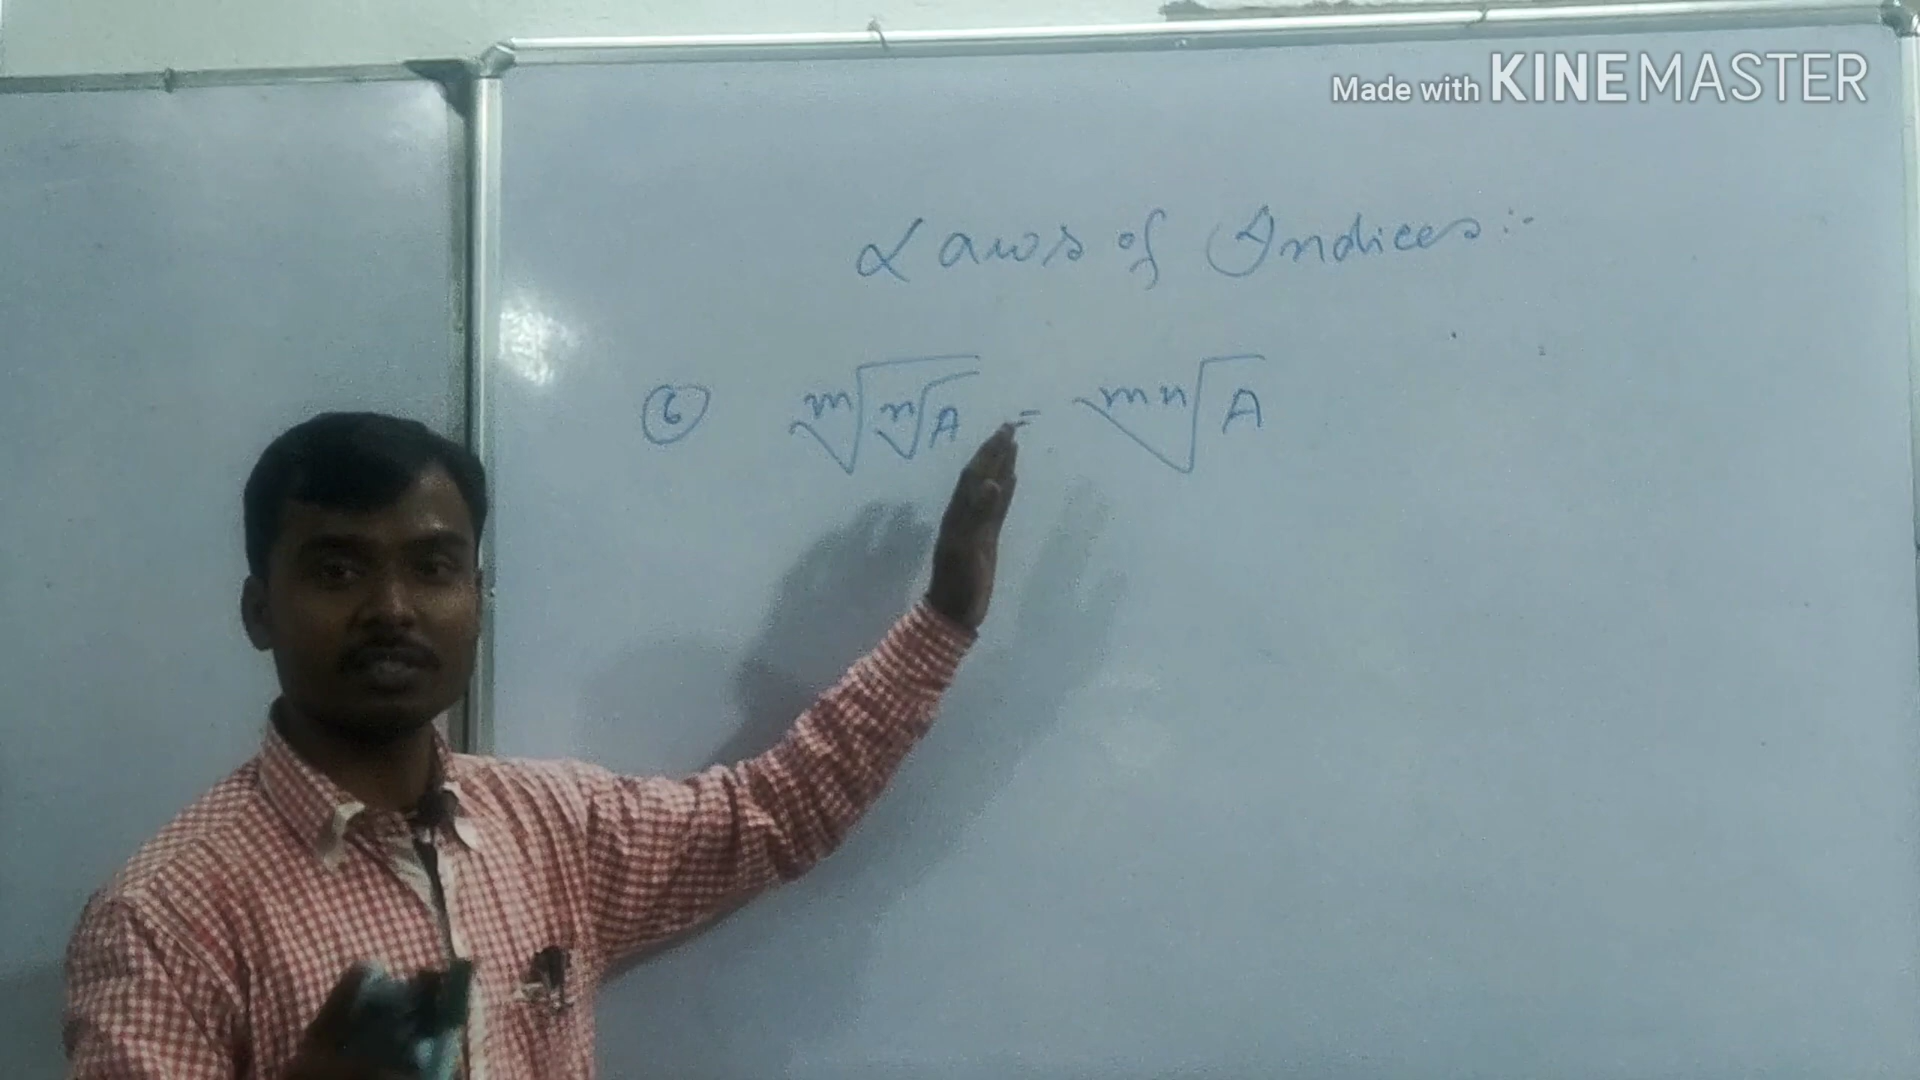 Made with KINEMASTER
Laws of Indices :-
⑥ ᵐ√ⁿ√A = ᵐⁿ√A